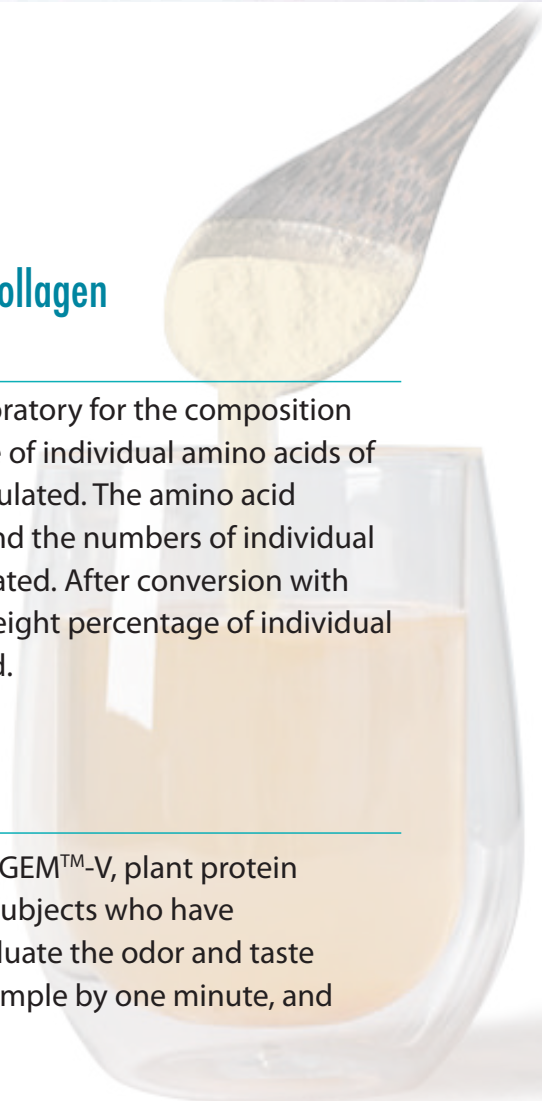 ollagen
oratory for the composition
of individual amino acids of
ulated. The amino acid
nd the numbers of individual
ated. After conversion with
eight percentage of individual
d.
GEM™-V, plant protein
ubjects who have
luate the odor and taste
mple by one minute, and